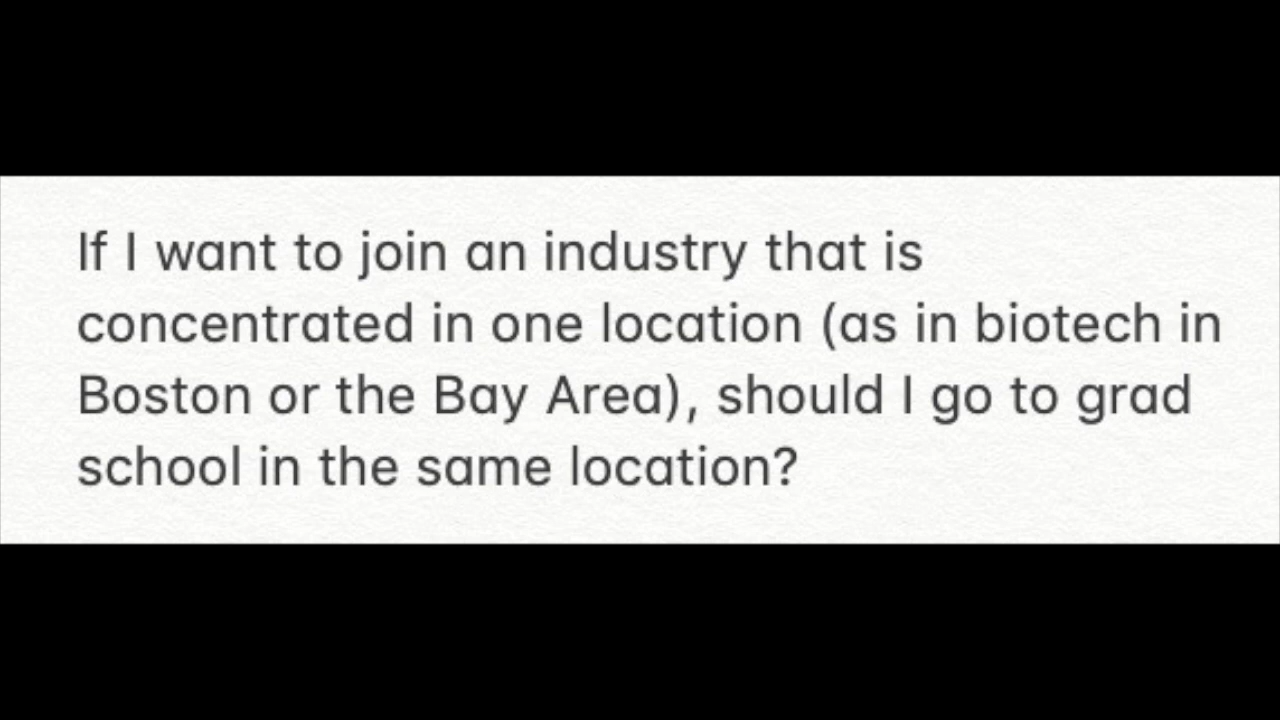 If I want to join an industry that is
concentrated in one location (as in biotech in
Boston or the Bay Area), should I go to grad
school in the same location?